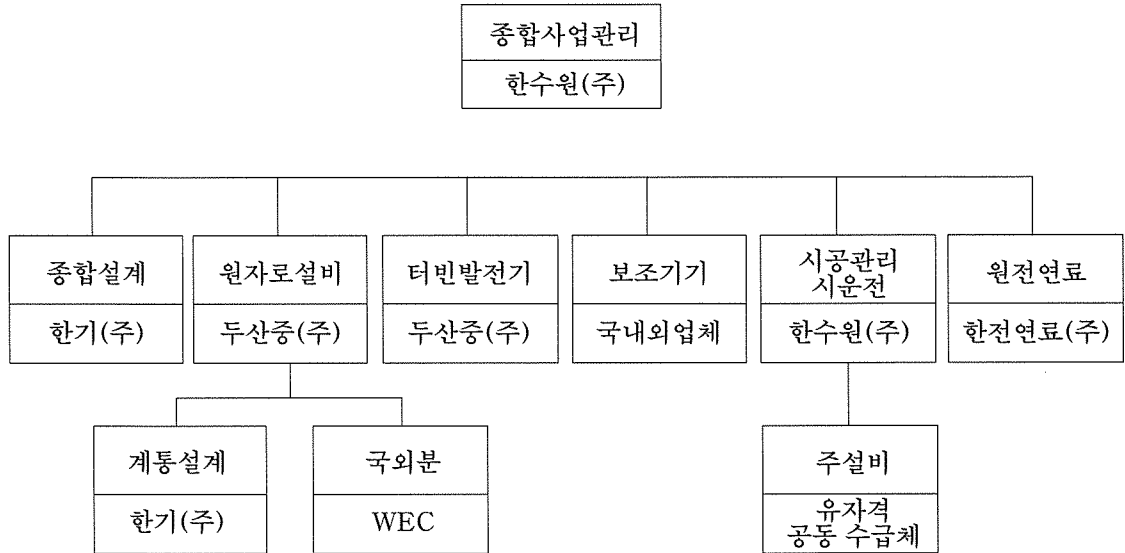 종합사업관리
한수원(주)
종합설계
한기(주)
원자로설비
두산중(주)
터빈발전기
두산중(주)
보조기기
국내외업체
시공관리
시운전
한수원(주)
원전연료
한전연료(주)
계통설계
한기(주)
국외분
WEC
주설비
유자격
공동 수급체